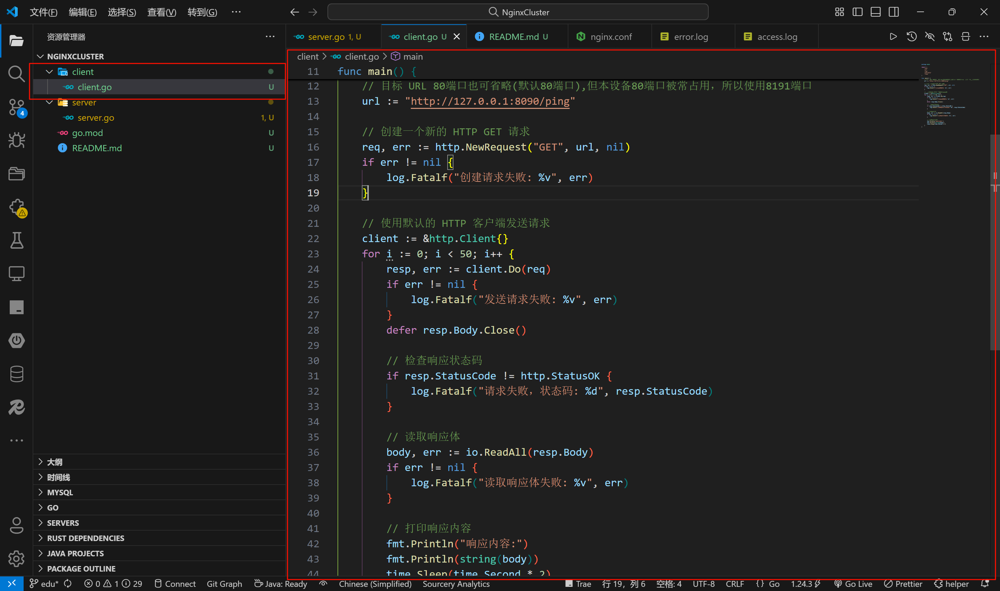 文件(F) 编辑(E) 选择(S) 查看(V) 转到(G) ··· NginxCluster
资源管理器
server.go 1, U client.go U README.md U nginx.conf error.log access.log
NGINXCLUSTER
client
client.go U
server
server.go 1, U
go.mod U
README.md U
大纲
时间线
MYSQL
GO
SERVERS
RUST DEPENDENCIES
JAVA PROJECTS
PACKAGE OUTLINE
4
client > client.go > main
11 func main() {
12 // 目标 URL 80端口也可省略(默认80端口),但本设备80端口被常占用，所以使用8191端口
13 url := "http://127.0.0.1:8090/ping"
14
15 // 创建一个新的 HTTP GET 请求
16 req, err := http.NewRequest("GET", url, nil)
17 if err != nil {
18 log.Fatalf("创建请求失败: %v", err)
19 }
20
21 // 使用默认的 HTTP 客户端发送请求
22 client := &http.Client{}
23 for i := 0; i < 50; i++ {
24 resp, err := client.Do(req)
25 if err != nil {
26 log.Fatalf("发送请求失败: %v", err)
27 }
28 defer resp.Body.Close()
29
30 // 检查响应状态码
31 if resp.StatusCode != http.StatusOK {
32 log.Fatalf("请求失败，状态码: %d", resp.StatusCode)
33 }
34
35 // 读取响应体
36 body, err := io.ReadAll(resp.Body)
37 if err != nil {
38 log.Fatalf("读取响应体失败: %v", err)
39 }
40
41 // 打印响应内容
42 fmt.Println("响应内容:")
43 fmt.Println(string(body))
44 time.Sleep(time.Second * 2)
edu* 0 1 29 Connect Git Graph Java: Ready Chinese (Simplified) Sourcery Analytics Trae 行 19，列 6 空格: 4 UTF-8 CRLF {} Go 1.24.3 Go Live Prettier helper